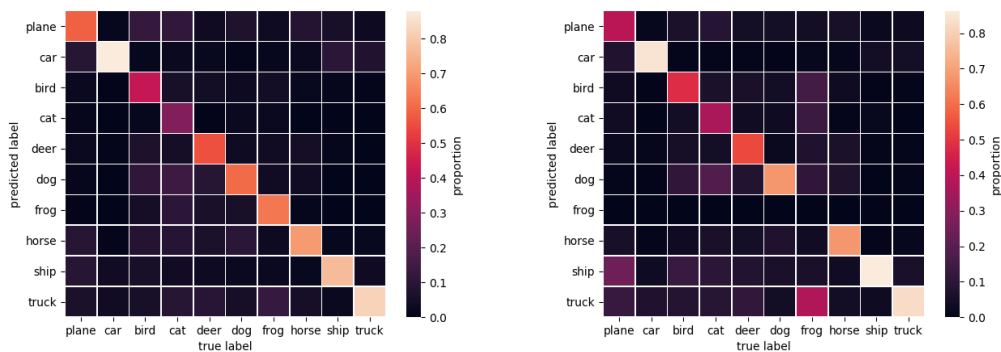 predicted label
plane
car
bird
cat
deer
dog
frog
horse
ship
truck
plane car bird cat deer dog frog horse ship truck
true label
0.8
0.7
0.6
0.5
0.4
0.3
0.2
0.1
0.0
proportion
predicted label
plane
car
bird
cat
deer
dog
frog
horse
ship
truck
plane car bird cat deer dog frog horse ship truck
true label
0.8
0.7
0.6
0.5
0.4
0.3
0.2
0.1
0.0
proportion